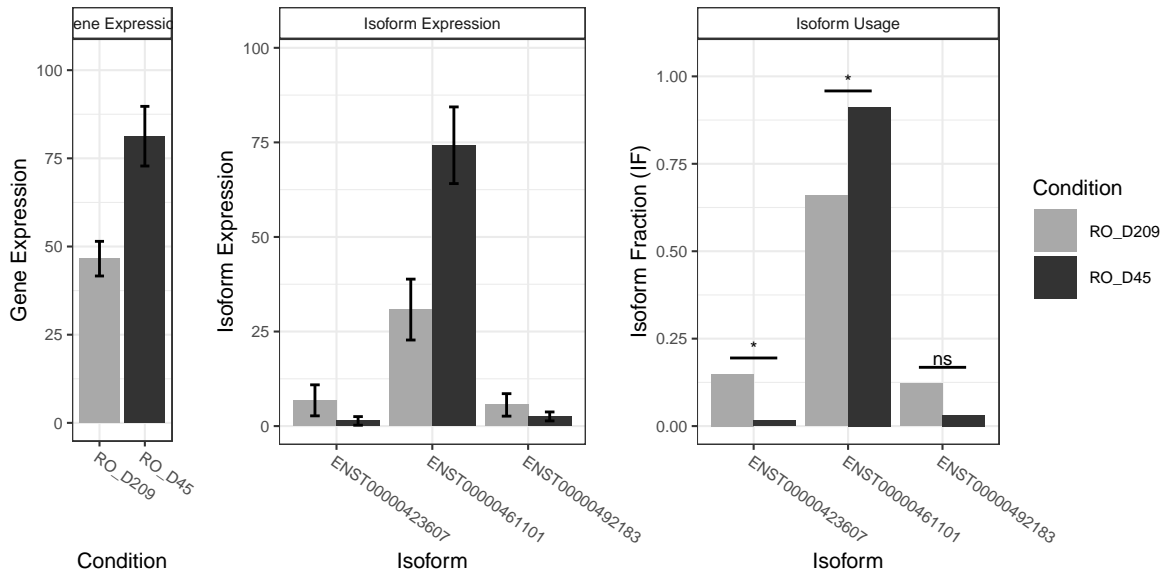 ene Expressio
Gene Expression
100
75
50
25
0
RO_D209
RO_D45
Condition
Isoform Expression
Isoform Expression
100
75
50
25
0
ENST00000423607
ENST00000461101
ENST00000492183
Isoform
Isoform Usage
Isoform Fraction (IF)
1.00
0.75
0.50
0.25
0.00
*
*
ns
ENST00000423607
ENST00000461101
ENST00000492183
Isoform
Condition
RO_D209
RO_D45